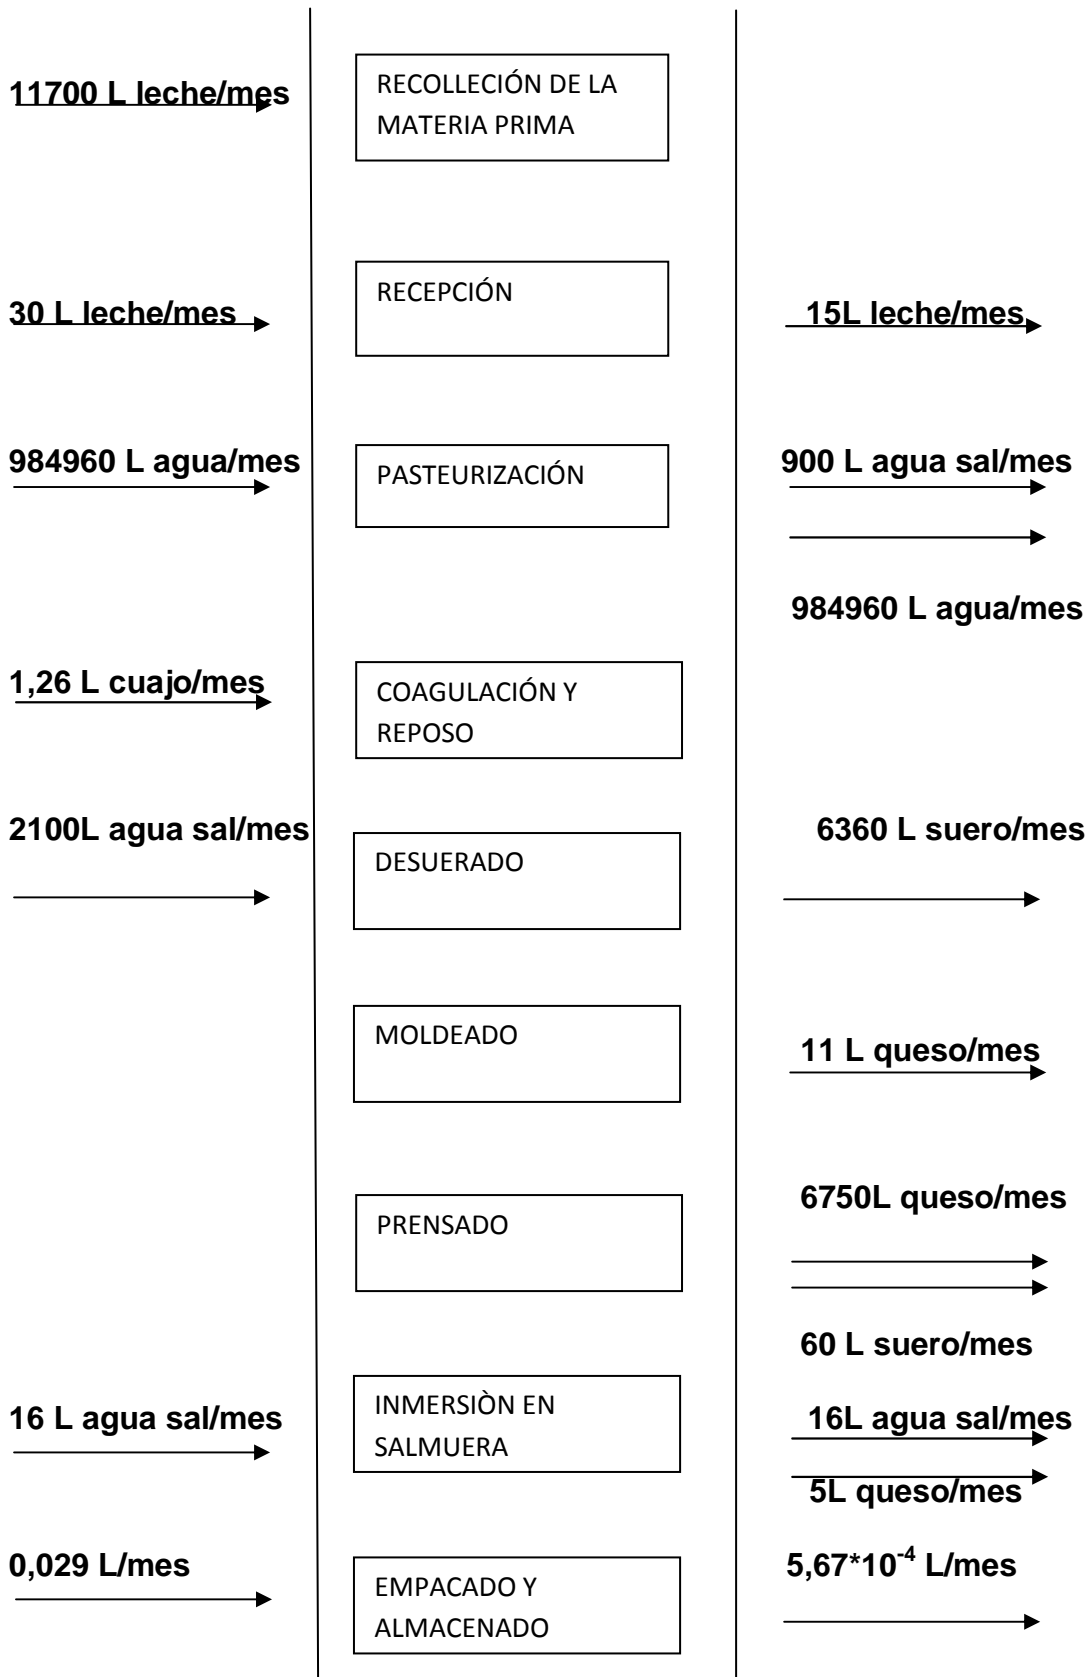 11700 L leche/mes
RECOLLECIÓN DE LA
MATERIA PRIMA
30 L leche/mes
RECEPCIÓN
15L leche/mes
984960 L agua/mes
PASTEURIZACIÓN
900 L agua sal/mes
984960 L agua/mes
1,26 L cuajo/mes
COAGULACIÓN Y
REPOSO
2100L agua sal/mes
DESUERADO
6360 L suero/mes
MOLDEADO
11 L queso/mes
PRENSADO
6750L queso/mes
60 L suero/mes
16 L agua sal/mes
INMERSIÒN EN
SALMUERA
16L agua sal/mes
5L queso/mes
0,029 L/mes
EMPACADO Y
ALMACENADO
5,67*10⁻⁴ L/mes